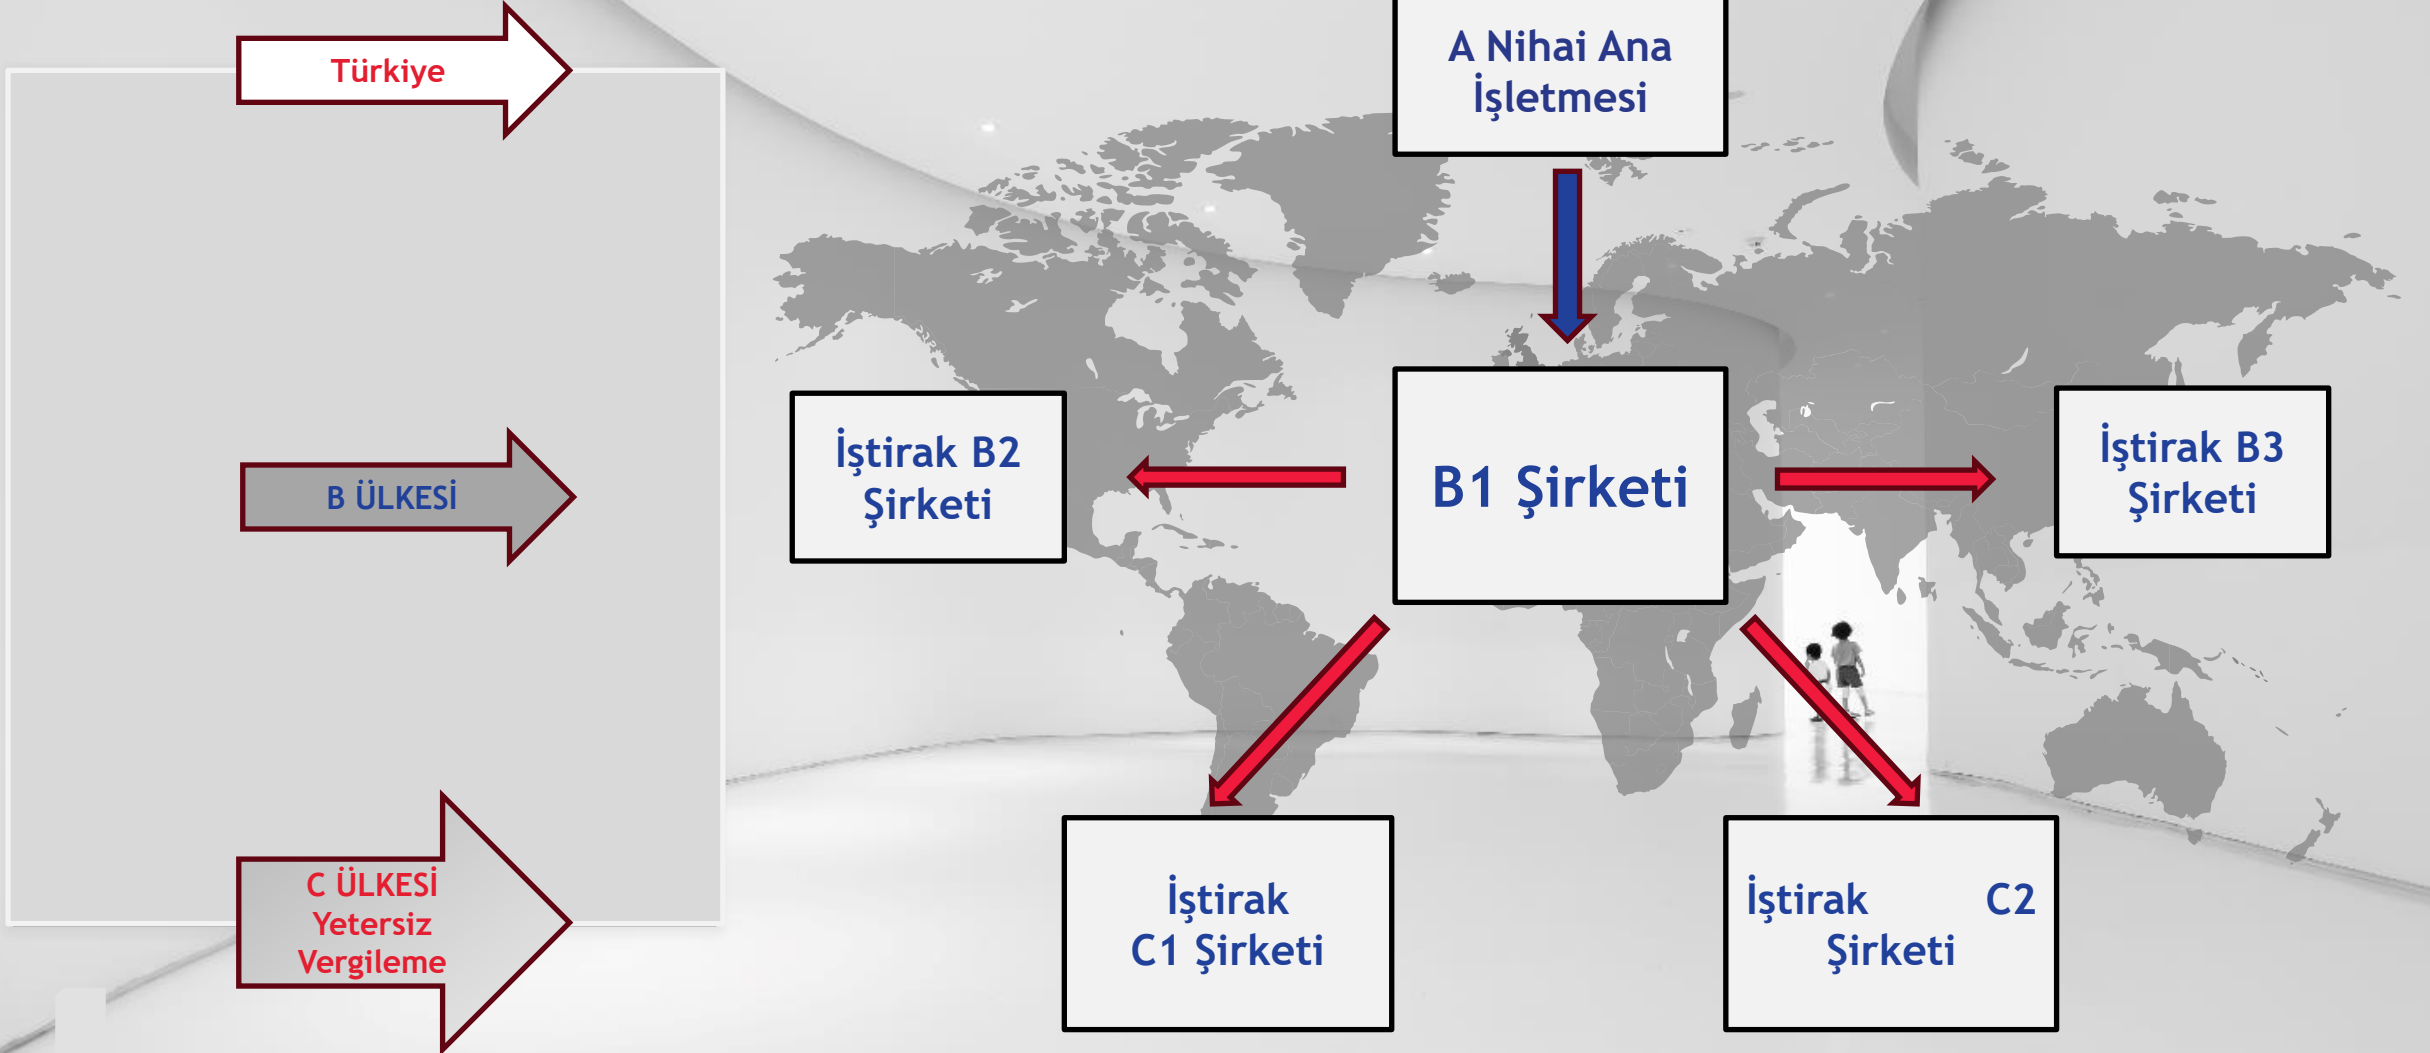 Türkiye
A Nihai Ana
İşletmesi
B ÜLKESİ
İştirak B2
Şirketi
B1 Şirketi
İştirak B3
Şirketi
C ÜLKESİ
Yetersiz
Vergileme
İştirak
C1 Şirketi
İştirak C2
Şirketi